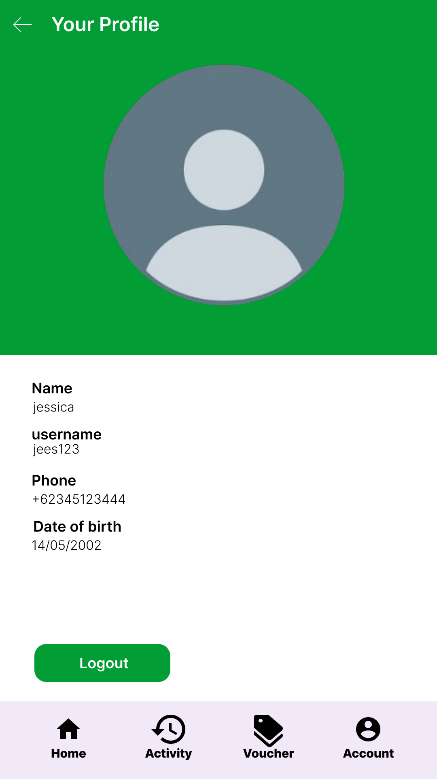 Your Profile
Name
jessica
username
jees123
Phone
+62345123444
Date of birth
14/05/2002
Logout
Home Activity Voucher Account